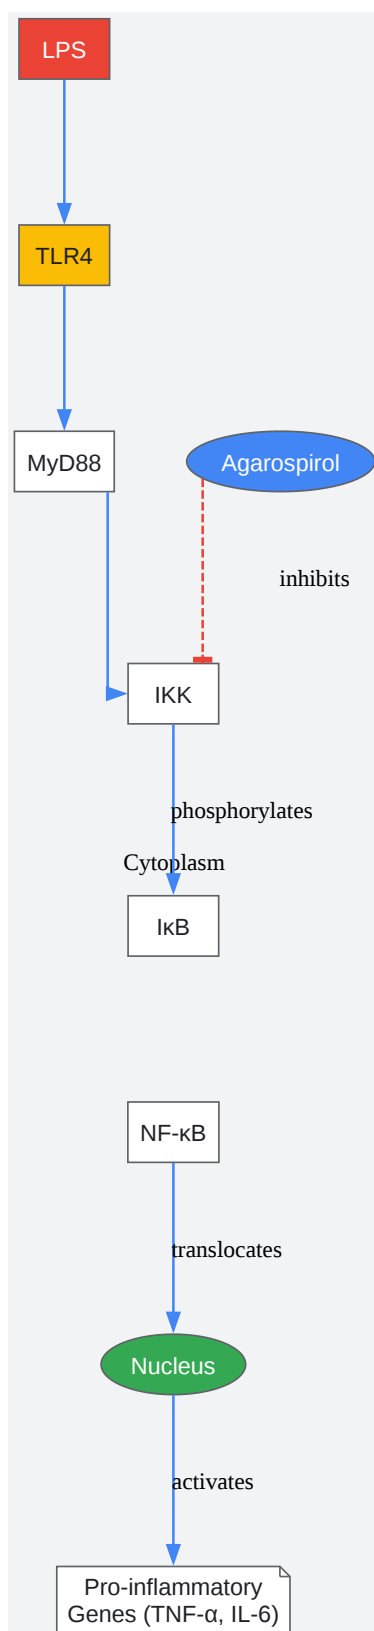 LPS
TLR4
MyD88
Agarospirol
inhibits
IKK
phosphorylates
Cytoplasm
IκB
NF-κB
translocates
Nucleus
activates
Pro-inflammatory
Genes (TNF-α, IL-6)